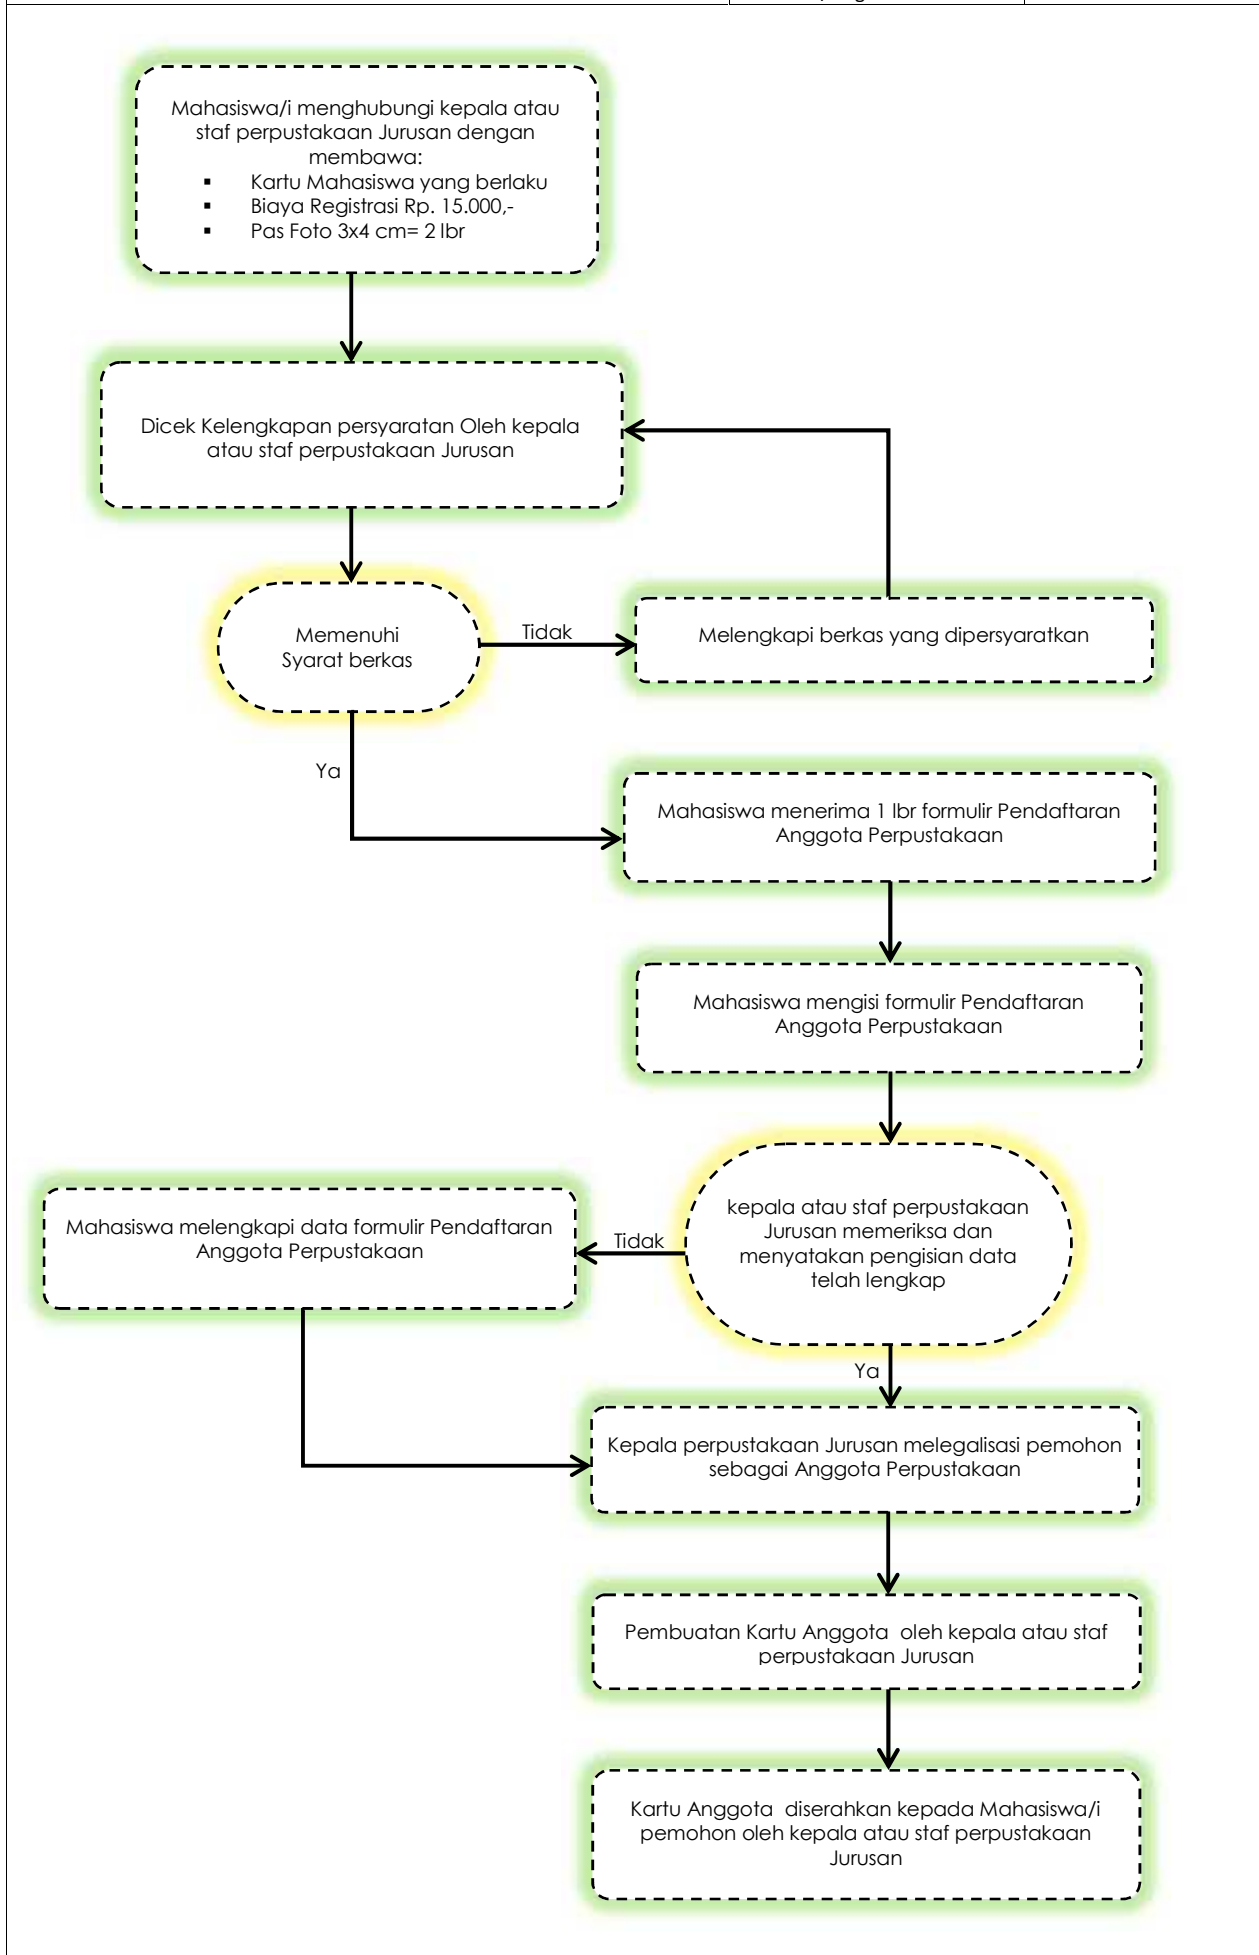 Mahasiswa/i menghubungi kepala atau
staf perpustakaan Jurusan dengan
membawa:
▪ Kartu Mahasiswa yang berlaku
▪ Biaya Registrasi Rp. 15.000,-
▪ Pas Foto 3x4 cm= 2 lbr
Dicek Kelengkapan persyaratan Oleh kepala
atau staf perpustakaan Jurusan
Memenuhi
Syarat berkas
Tidak
Melengkapi berkas yang dipersyaratkan
Ya
Mahasiswa menerima 1 lbr formulir Pendaftaran
Anggota Perpustakaan
Mahasiswa mengisi formulir Pendaftaran
Anggota Perpustakaan
kepala atau staf perpustakaan
Jurusan memeriksa dan
menyatakan pengisian data
telah lengkap
Tidak
Mahasiswa melengkapi data formulir Pendaftaran
Anggota Perpustakaan
Ya
Kepala perpustakaan Jurusan melegalisasi pemohon
sebagai Anggota Perpustakaan
Pembuatan Kartu Anggota  oleh kepala atau staf
perpustakaan Jurusan
Kartu Anggota  diserahkan kepada Mahasiswa/i
pemohon oleh kepala atau staf perpustakaan
Jurusan